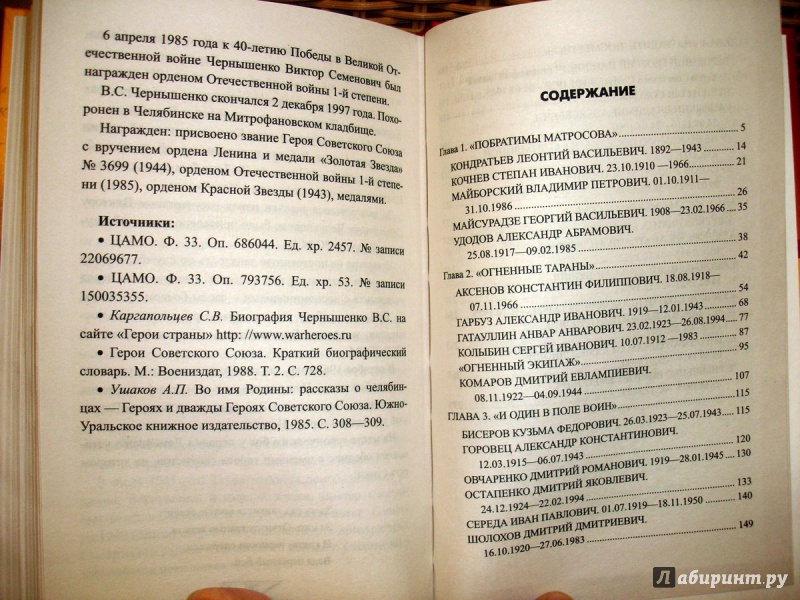 6 апреля 1985 года к 40-летию Победы в Великой От-
ечественной войне Чернышенко Виктор Семенович был
награжден орденом Отечественной войны 1-й степени.
В.С. Чернышенко скончался 2 декабря 1997 года. Похо-
ронен в Челябинске на Митрофановском кладбище.
Награжден: присвоено звание Героя Советского Союза
с вручением ордена Ленина и медали «Золотая Звезда»
№ 3699 (1944), орденом Отечественной войны 1-й степе-
ни (1985), орденом Красной Звезды (1943), медалями.
Источники:
• ЦАМО. Ф. 33. Оп. 686044. Ед. хр. 2457. № записи
22069677.
• ЦАМО. Ф. 33. Оп. 793756. Ед. хр. 53. № записи
150035355.
• Каргапольцев С.В. Биография Чернышенко В.С. на
сайте «Герои страны» http://www.warheroes.ru
• Герои Советского Союза. Краткий биографический
словарь. М.: Воениздат, 1988. Т. 2. С. 728.
• Ушаков А.П. Во имя Родины: рассказы о челябин-
цах — Героях и дважды Героях Советского Союза. Южно-
Уральское книжное издательство, 1985. С. 308—309.
СОДЕРЖАНИЕ
Глава 1. «ПОБРАТИМЫ МАТРОСОВА» 5
КОНДРАТЬЕВ ЛЕОНТИЙ ВАСИЛЬЕВИЧ. 1892—1943 14
КОЧНЕВ СТЕПАН ИВАНОВИЧ. 23.10.1910 —1966 21
МАЙБОРСКИЙ ВЛАДИМИР ПЕТРОВИЧ. 01.10.1911—
31.10.1986 26
МАЙСУРАДЗЕ ГЕОРГИЙ ВАСИЛЬЕВИЧ. 1908—23.02.1966 35
УДОДОВ АЛЕКСАНДР АБРАМОВИЧ.
25.08.1917—09.02.1985 38
Глава 2. «ОГНЕННЫЕ ТАРАНЫ» 42
АКСЕНОВ КОНСТАНТИН ФИЛИППОВИЧ. 18.08.1918—
07.11.1966 54
ГАРБУЗ АЛЕКСАНДР ИВАНОВИЧ. 1919—12.01.1943 68
ГАТАУЛЛИН АНВАР АНВАРОВИЧ. 23.02.1923—26.08.1994 77
КОЛЫБИН СЕРГЕЙ ИВАНОВИЧ. 10.07.1912 —1983 88
«ОГНЕННЫЙ ЭКИПАЖ» 95
КОМАРОВ ДМИТРИЙ ЕВЛАМПИЕВИЧ.
08.11.1922—04.09.1944 107
ГЛАВА 3. «И ОДИН В ПОЛЕ ВОИН» 115
БИСЕРОВ КУЗЬМА ФЕДОРОВИЧ. 26.03.1923—25.07.1943 115
ГОРОВЕЦ АЛЕКСАНДР КОНСТАНТИНОВИЧ.
12.03.1915—06.07.1943 120
ОВЧАРЕНКО ДМИТРИЙ РОМАНОВИЧ. 1919—28.01.1945 130
ОСТАПЕНКО ДМИТРИЙ ЯКОВЛЕВИЧ.
24.12.1924—22.02.1994 133
СЕРЕДА ИВАН ПАВЛОВИЧ. 01.07.1919—18.11.1950 140
ШОЛОХОВ ДМИТРИЙ ДМИТРИЕВИЧ.
16.10.1920—27.06.1983 149
Лабиринт.ру